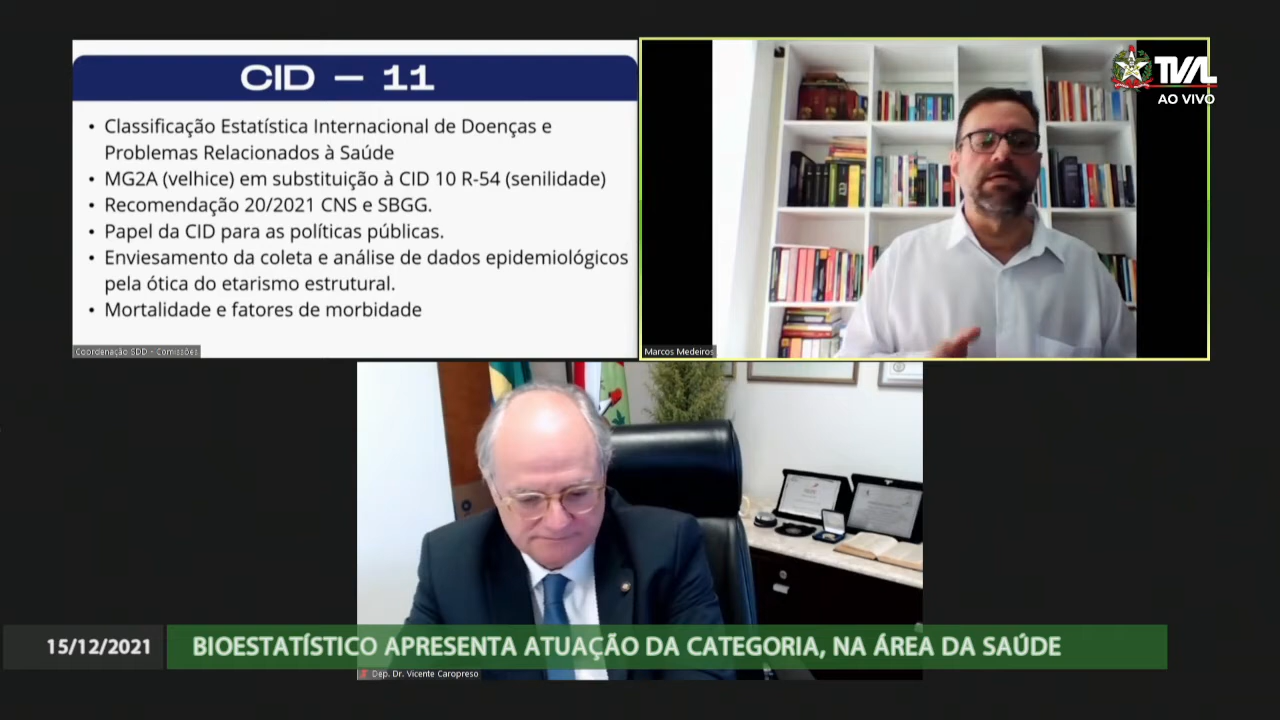 CID – 11
• Classificação Estatística Internacional de Doenças e
Problemas Relacionados à Saúde
• MG2A (velhice) em substituição à CID 10 R-54 (senilidade)
• Recomendação 20/2021 CNS e SBGG.
• Papel da CID para as políticas públicas.
• Enviesamento da coleta e análise de dados epidemiológicos
pela ótica do etarismo estrutural.
• Mortalidade e fatores de morbidade
Coordenação SDD - Comissões
TVAL
AO VIVO
Marcos Medeiros
15/12/2021
BIOESTATÍSTICO APRESENTA ATUAÇÃO DA CATEGORIA, NA ÁREA DA SAÚDE
Dep. Dr. Vicente Caropreso